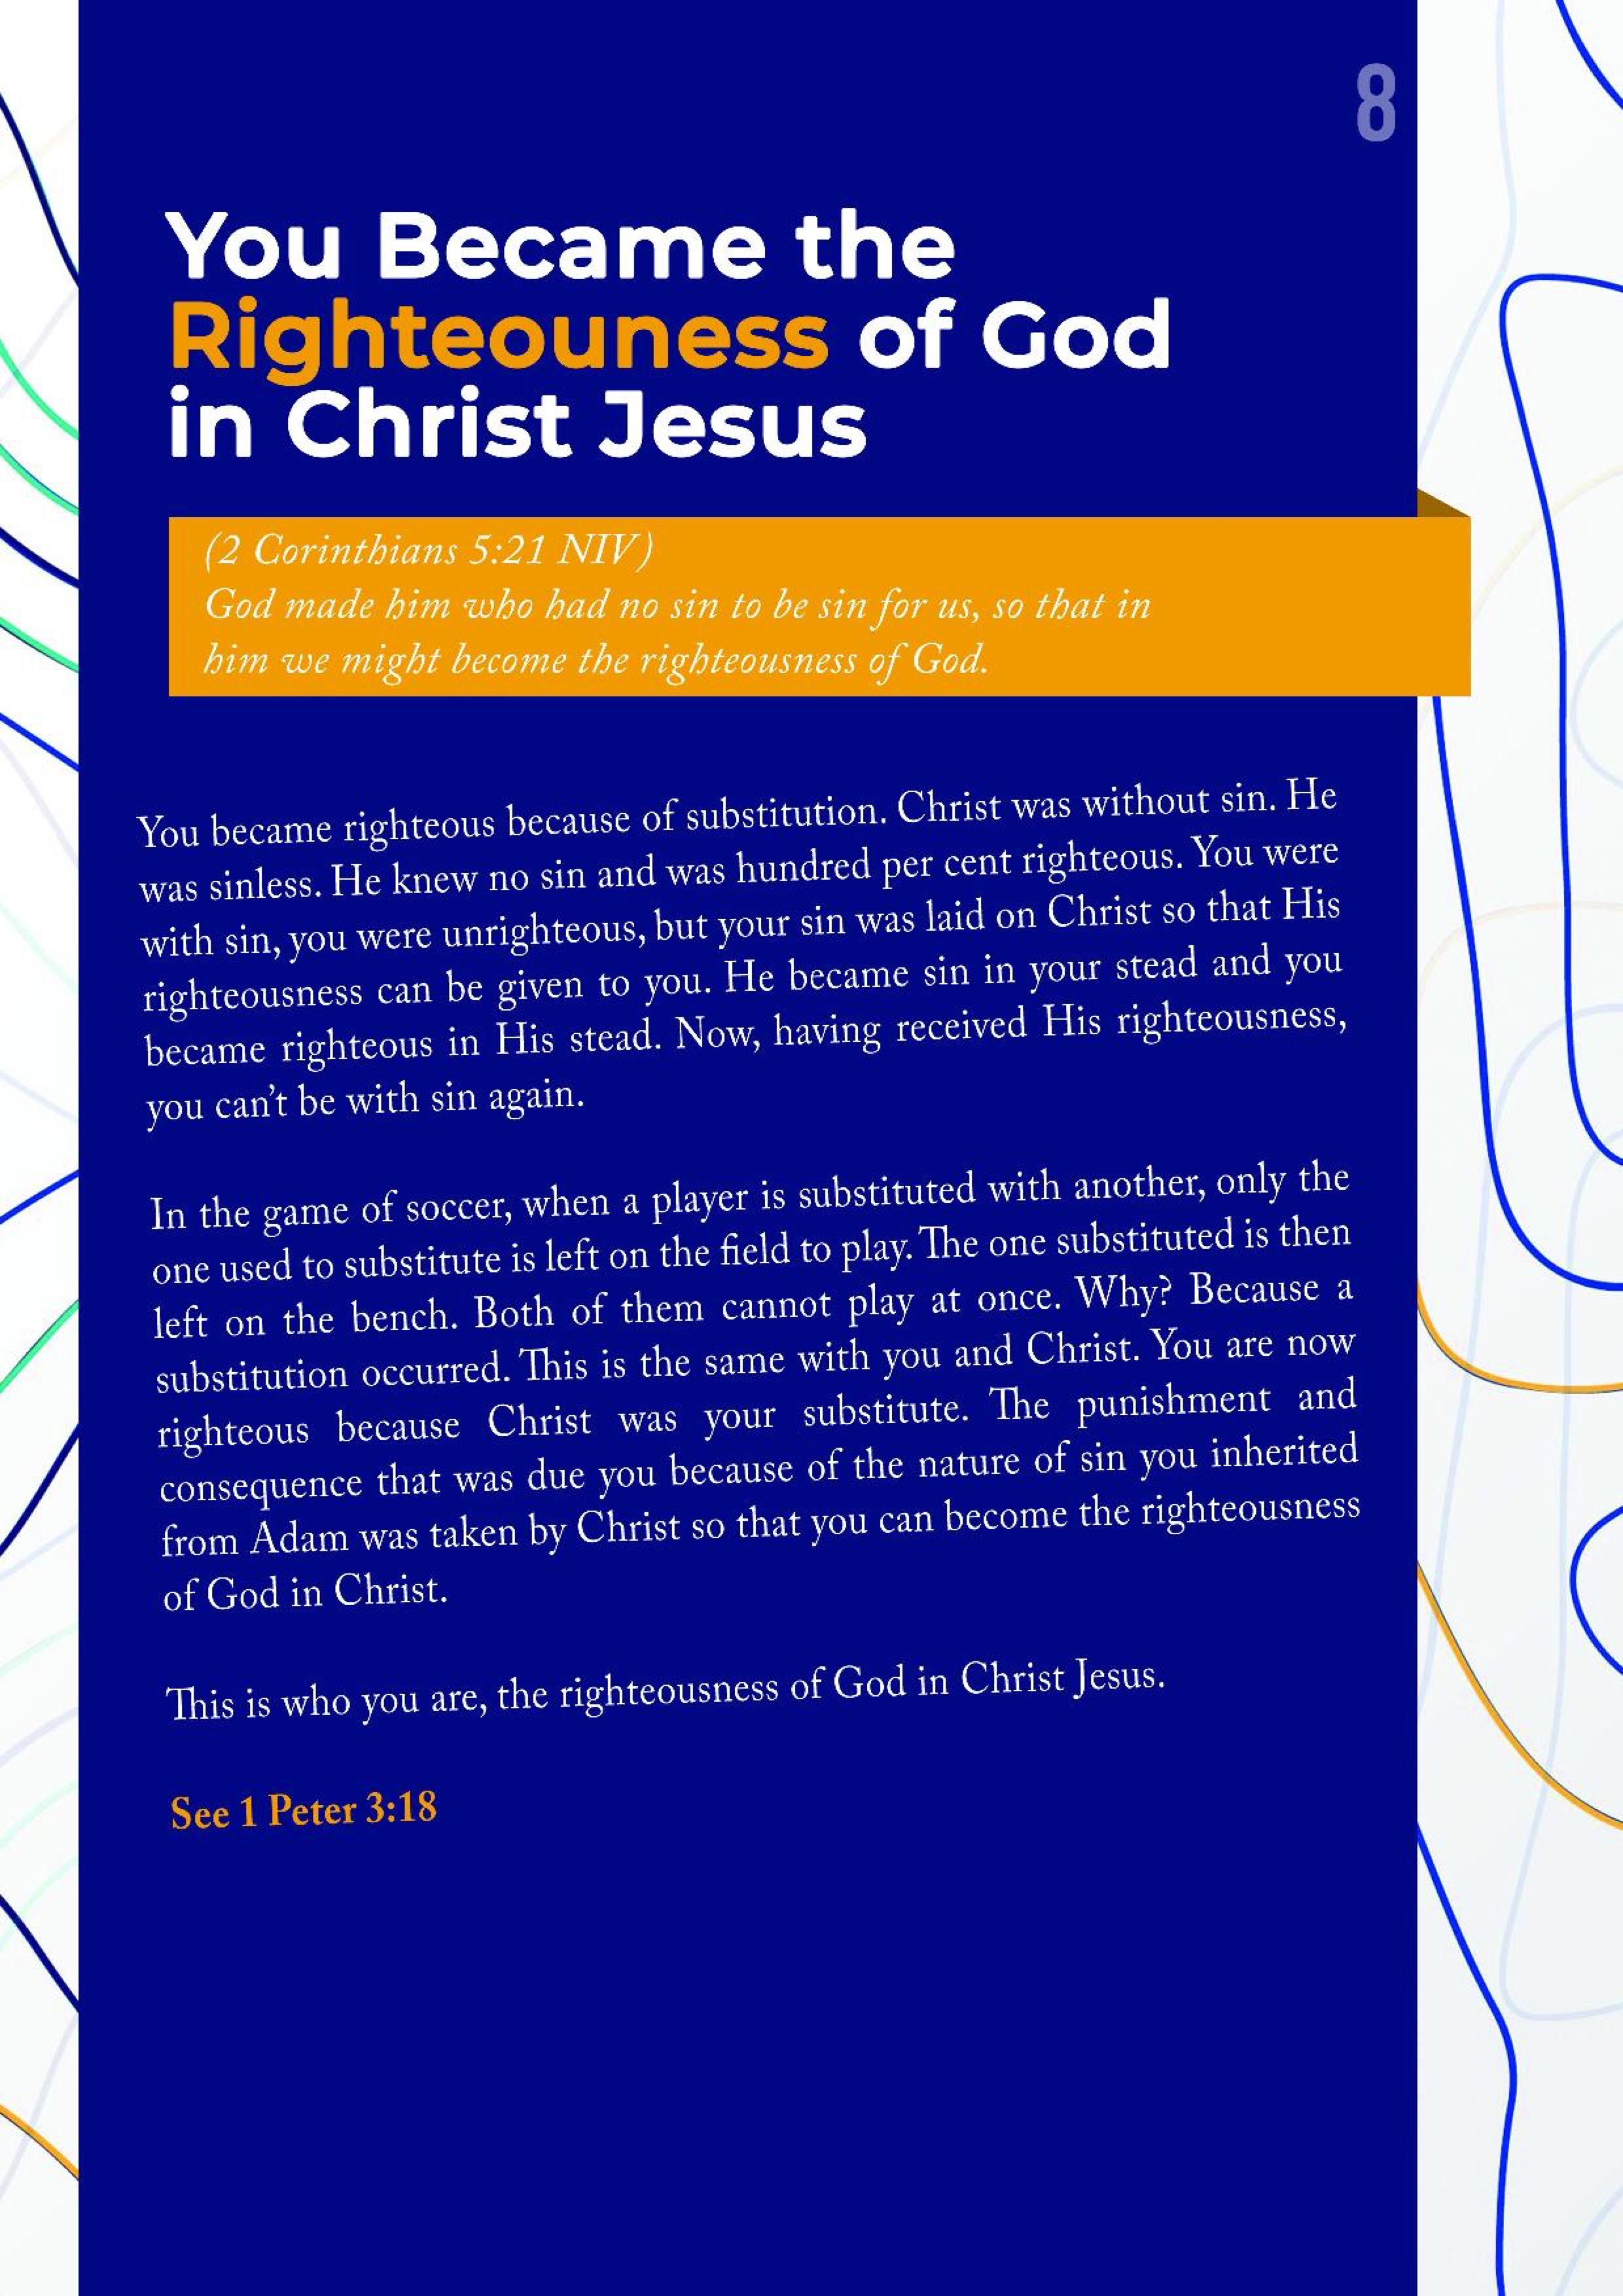 8
You Became the
Righteouness of God
in Christ Jesus
(2 Corinthians 5:21 NIV)
God made him who had no sin to be sin for us, so that in
him we might become the righteousness of God.
You became righteous because of substitution. Christ was without sin. He
was sinless. He knew no sin and was hundred per cent righteous. You were
with sin, you were unrighteous, but your sin was laid on Christ so that His
righteousness can be given to you. He became sin in your stead and you
became righteous in His stead. Now, having received His righteousness,
you can’t be with sin again.
In the game of soccer, when a player is substituted with another, only the
one used to substitute is left on the field to play. The one substituted is then
left on the bench. Both of them cannot play at once. Why? Because a
substitution occurred. This is the same with you and Christ. You are now
righteous because Christ was your substitute. The punishment and
consequence that was due you because of the nature of sin you inherited
from Adam was taken by Christ so that you can become the righteousness
of God in Christ.
This is who you are, the righteousness of God in Christ Jesus.
See 1 Peter 3:18